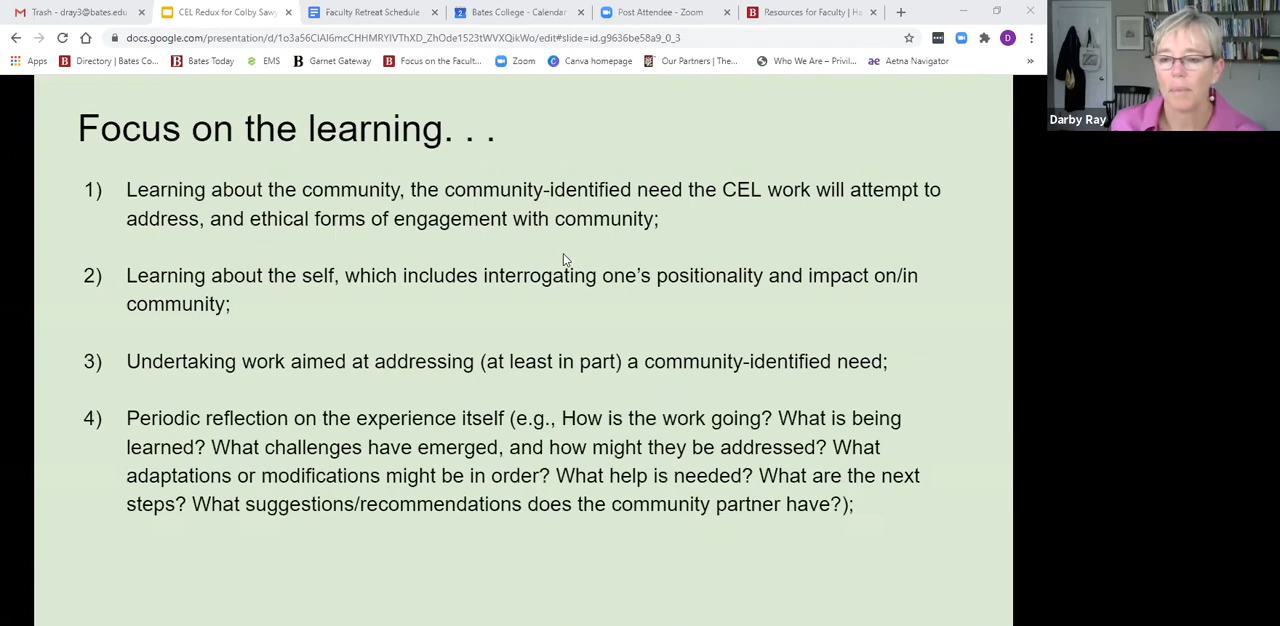 Trash - dray3@bates.edu
CEL Redux for Colby Saw
Faculty Retreat Schedule
Bates College - Calendar
Post Attendee - Zoom
Resources for Faculty | Ha
docs.google.com/presentation/d/1o3a56CIAI6mcCHHMRYIVThXD_ZhOde1523tWVXQikWo/edit#slide=id.g9636be58a9_0_3
D
Apps
Directory | Bates Co...
Bates Today
EMS
Garnet Gateway
Focus on the Facult...
Zoom
Canva homepage
Our Partners | The...
Who We Are – Privil...
ae Aetna Navigator
»
Darby Ray
Focus on the learning. . .
1) Learning about the community, the community-identified need the CEL work will attempt to
address, and ethical forms of engagement with community;
2) Learning about the self, which includes interrogating one’s positionality and impact on/in
community;
3) Undertaking work aimed at addressing (at least in part) a community-identified need;
4) Periodic reflection on the experience itself (e.g., How is the work going? What is being
learned? What challenges have emerged, and how might they be addressed? What
adaptations or modifications might be in order? What help is needed? What are the next
steps? What suggestions/recommendations does the community partner have?);